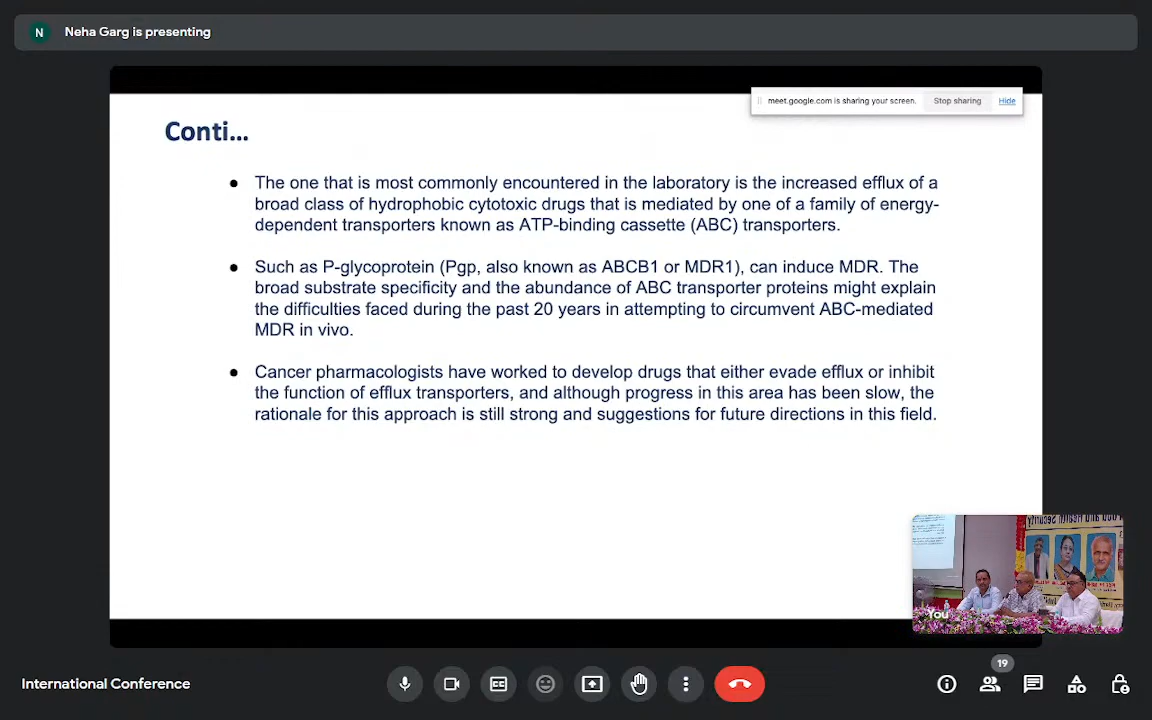 N
Neha Garg is presenting
meet.google.com is sharing your screen.
Stop sharing
Hide
Conti...
● The one that is most commonly encountered in the laboratory is the increased efflux of a
broad class of hydrophobic cytotoxic drugs that is mediated by one of a family of energy-
dependent transporters known as ATP-binding cassette (ABC) transporters.
● Such as P-glycoprotein (Pgp, also known as ABCB1 or MDR1), can induce MDR. The
broad substrate specificity and the abundance of ABC transporter proteins might explain
the difficulties faced during the past 20 years in attempting to circumvent ABC-mediated
MDR in vivo.
● Cancer pharmacologists have worked to develop drugs that either evade efflux or inhibit
the function of efflux transporters, and although progress in this area has been slow, the
rationale for this approach is still strong and suggestions for future directions in this field.
and Health Security
You
International Conference
19